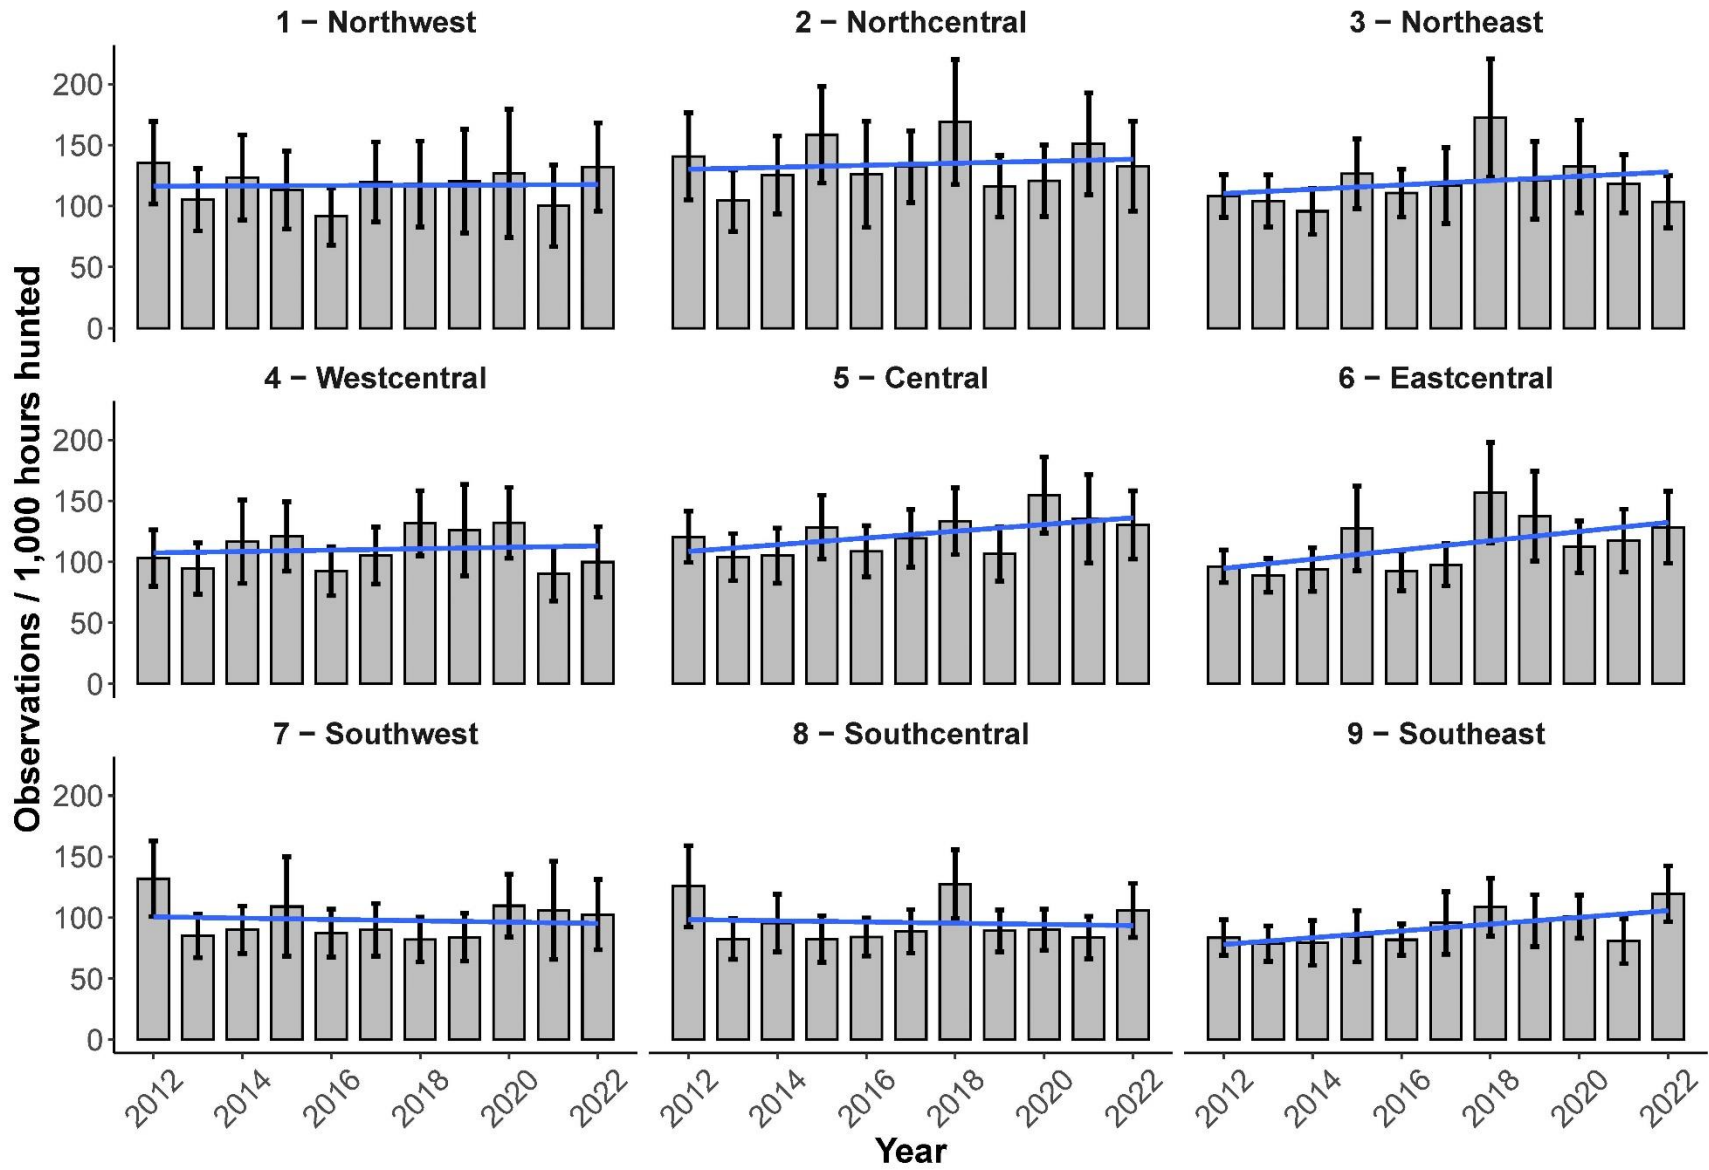 1 − Northwest
2 − Northcentral
3 − Northeast
200
150
100
50
0
4 − Westcentral
5 − Central
6 − Eastcentral
200
150
100
50
0
7 − Southwest
8 − Southcentral
9 − Southeast
200
150
100
50
0
Observations / 1,000 hours hunted
2012 2014 2016 2018 2020 2022
2012 2014 2016 2018 2020 2022
2012 2014 2016 2018 2020 2022
Year